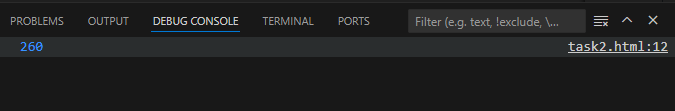 PROBLEMS OUTPUT DEBUG CONSOLE TERMINAL PORTS Filter (e.g. text, !exclude, \...
260 task2.html:12